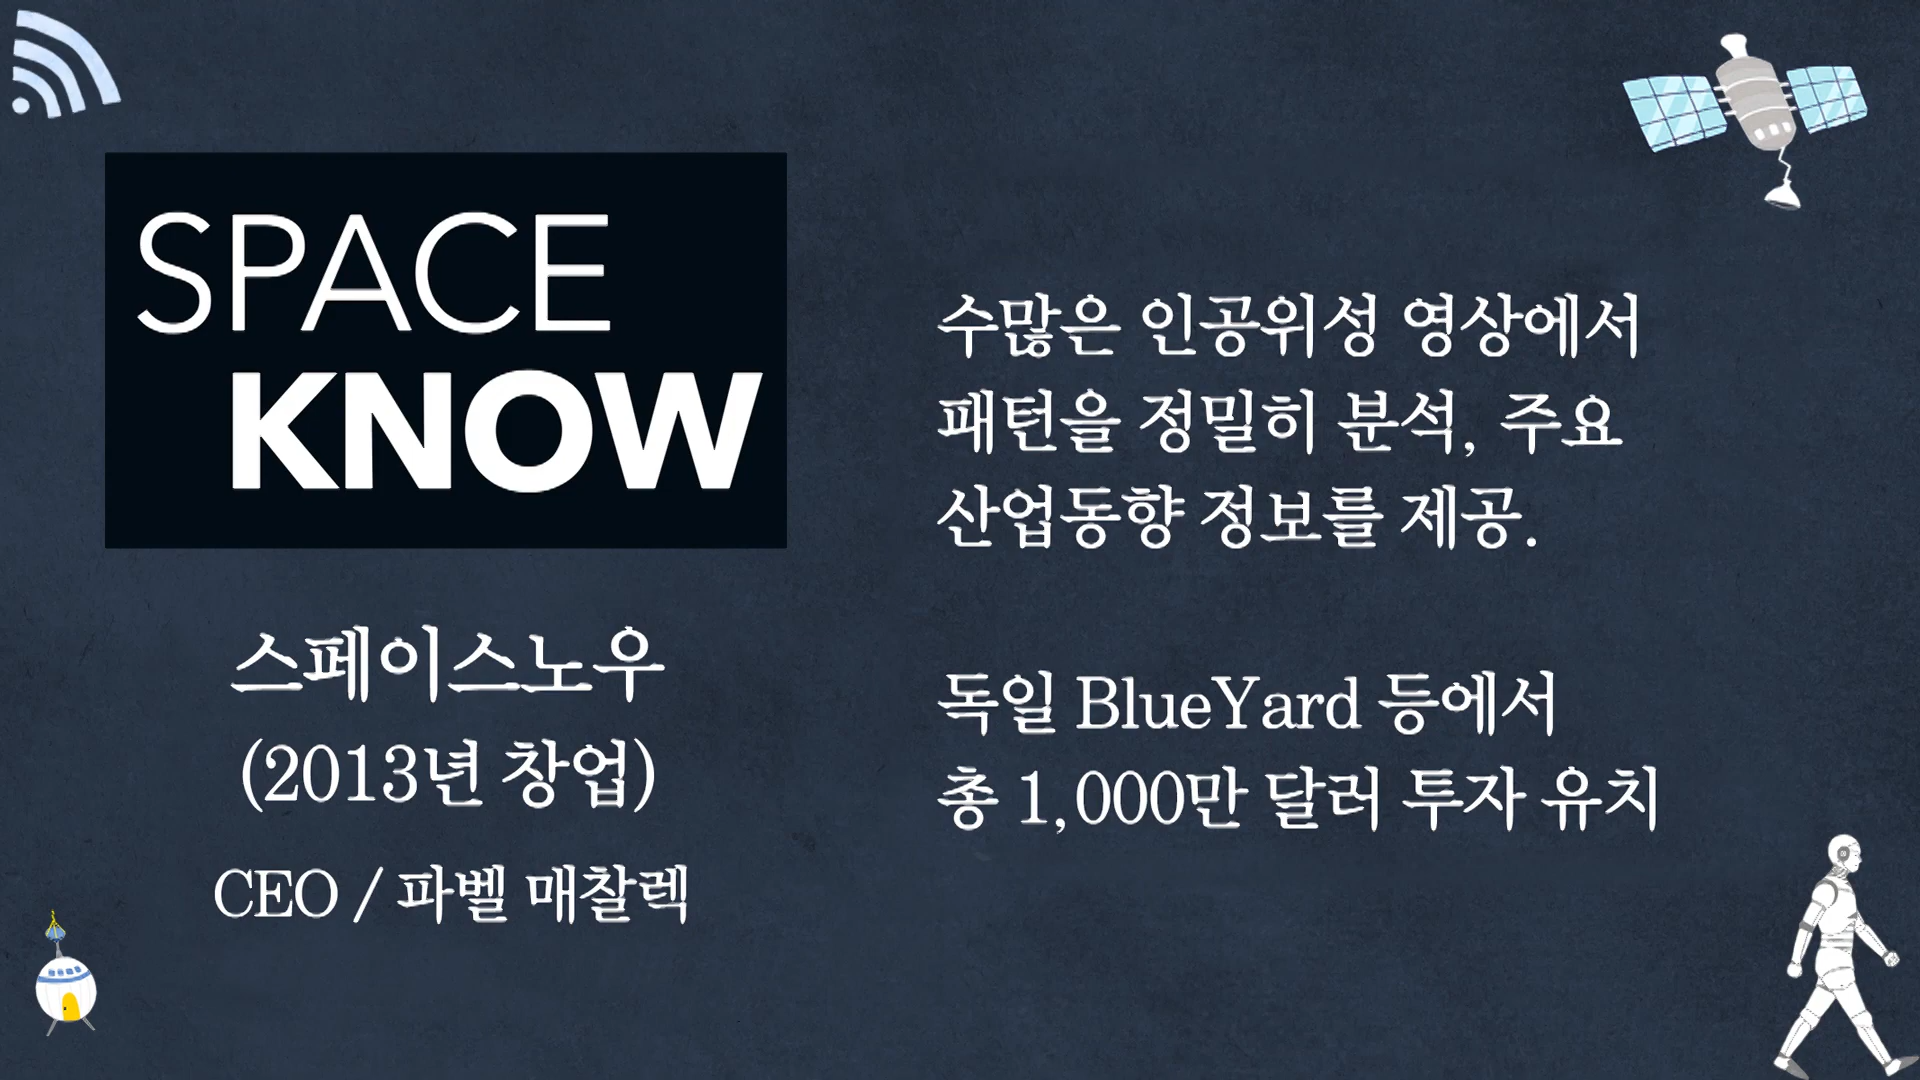 SPACE
KNOW
스페이스노우
(2013년 창업)
CEO / 파벨 매찰렉
수많은 인공위성 영상에서
패턴을 정밀히 분석, 주요
산업동향 정보를 제공.
독일 BlueYard 등에서
총 1,000만 달러 투자 유치